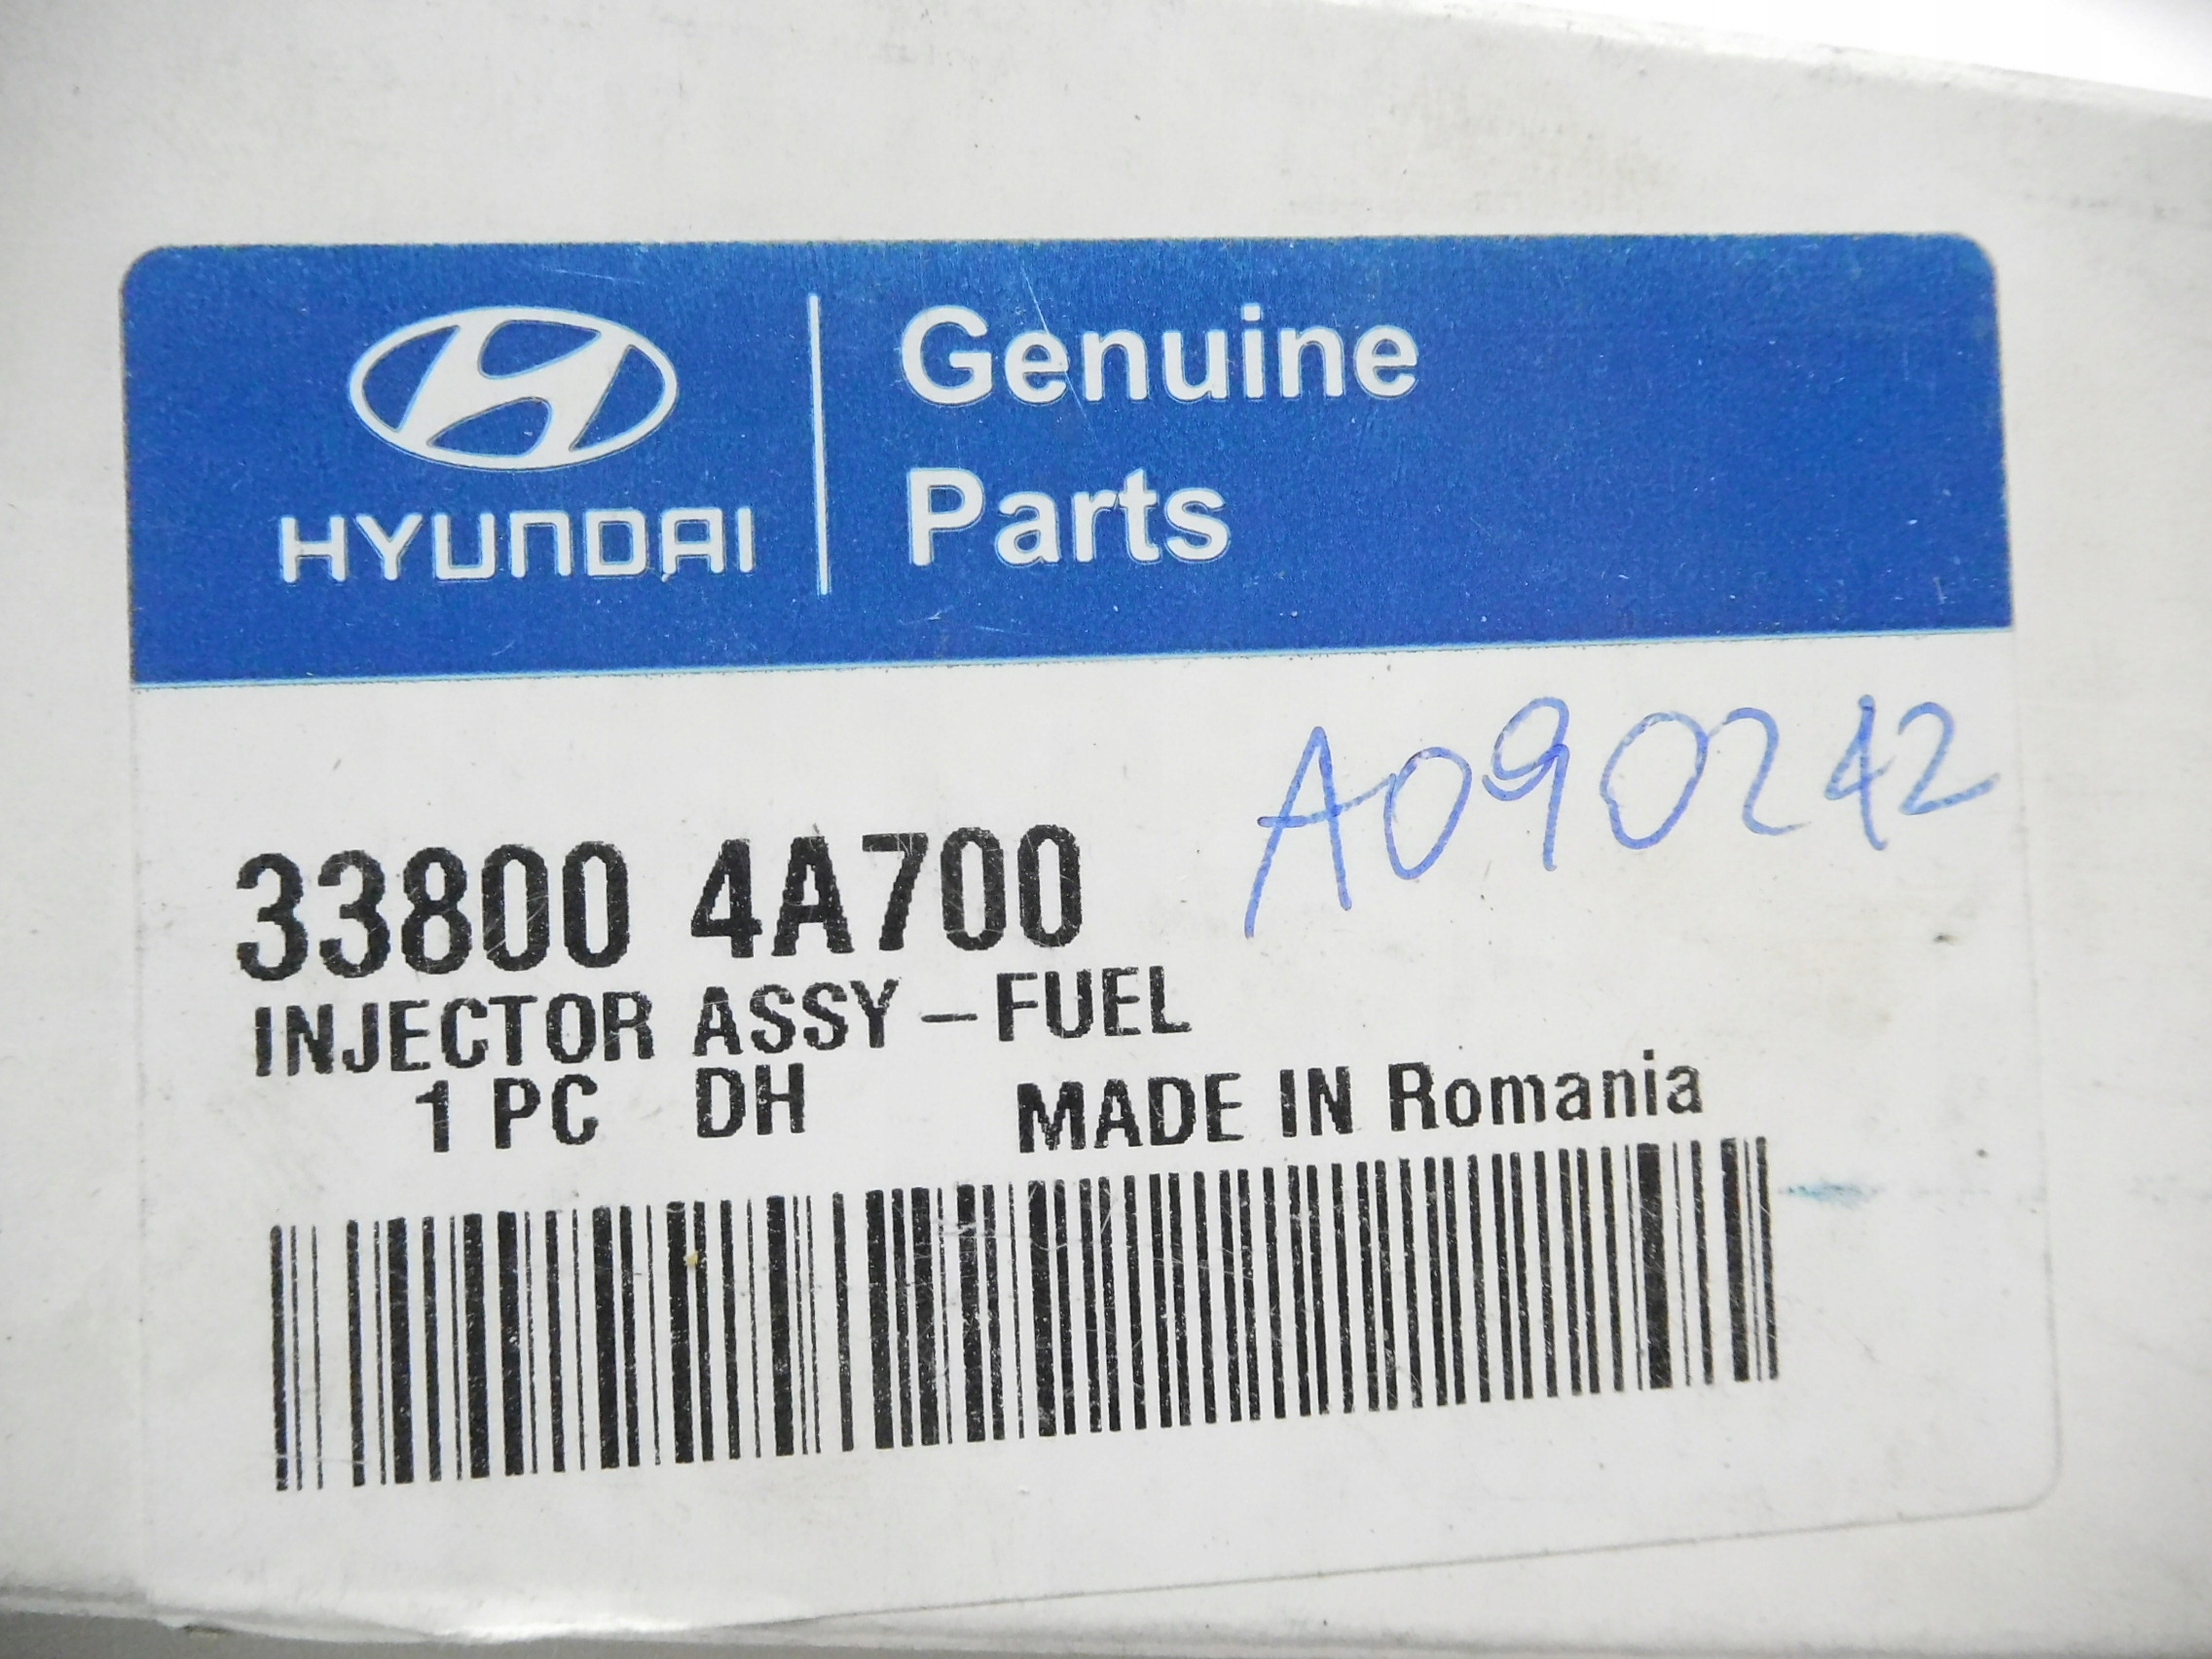 HYUNDAI
Genuine
Parts
A090242
33800 4A700
INJECTOR ASSY-FUEL
1 PC DH MADE IN Romania